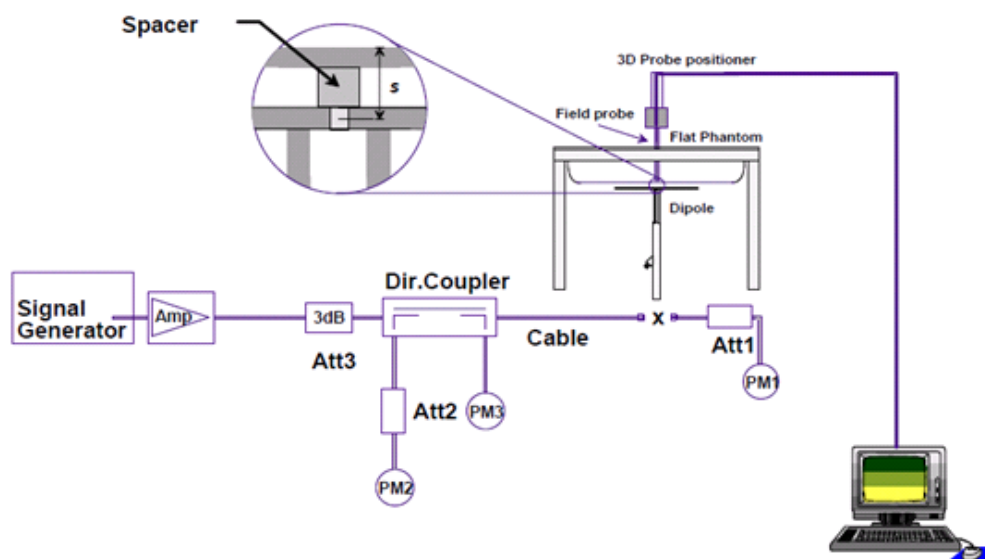 Spacer
s
3D Probe positioner
Field probe
Flat Phantom
Dipole
Signal
Generator
Amp
3dB
Att3
Dir.Coupler
Cable
x
Att1
PM1
Att2
PM3
PM2